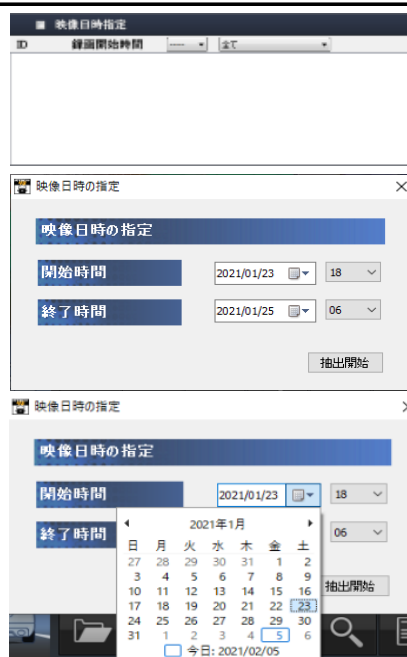 映像日時指定
ID 録画開始時間 ---- 全て
映像日時の指定
映像日時の指定
開始時間 2021/01/23 18
終了時間 2021/01/25 06
抽出開始
映像日時の指定
映像日時の指定
開始時間 2021/01/23 18
終了時間 06
2021年1月
日 月 火 水 木 金 土
27 28 29 30 31 1 2
3 4 5 6 7 8 9
10 11 12 13 14 15 16
17 18 19 20 21 22 23
24 25 26 27 28 29 30
31 1 2 3 4 5 6
今日: 2021/02/05
抽出開始